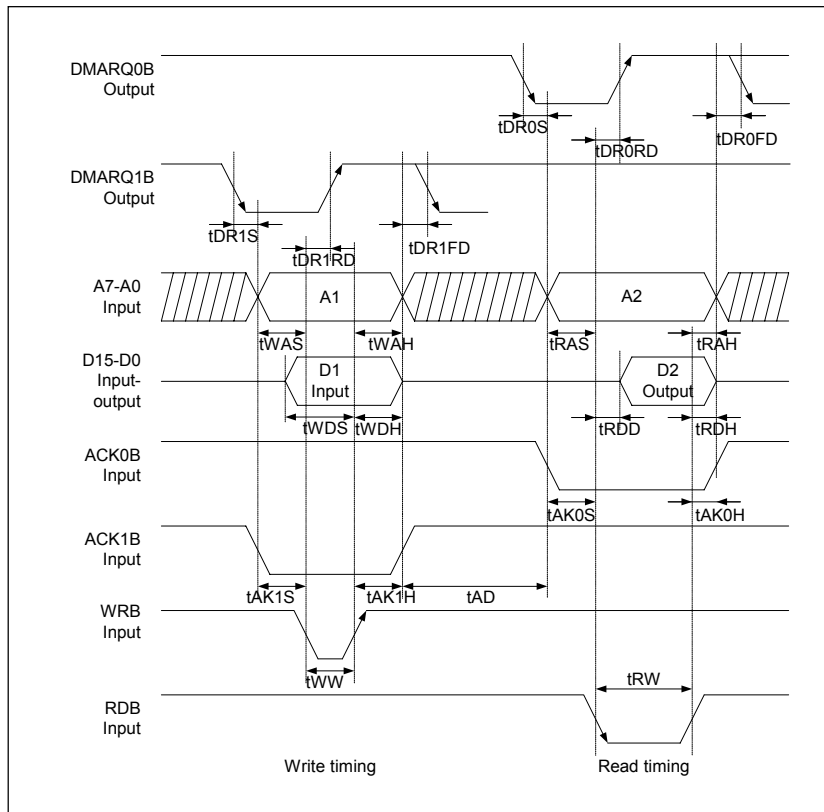 DMARQ0B
Output
tDR0S
tDR0RD
tDR0FD
DMARQ1B
Output
tDR1S
tDR1RD
tDR1FD
A7-A0
Input
A1
A2
tWAS
tWAH
tRAS
tRAH
D15-D0
Input-
output
D1
Input
D2
Output
tWDS
tWDH
tRDD
tRDH
ACK0B
Input
tAK0S
tAK0H
ACK1B
Input
tAK1S
tAK1H
tAD
WRB
Input
tWW
tRW
RDB
Input
Write timing
Read timing